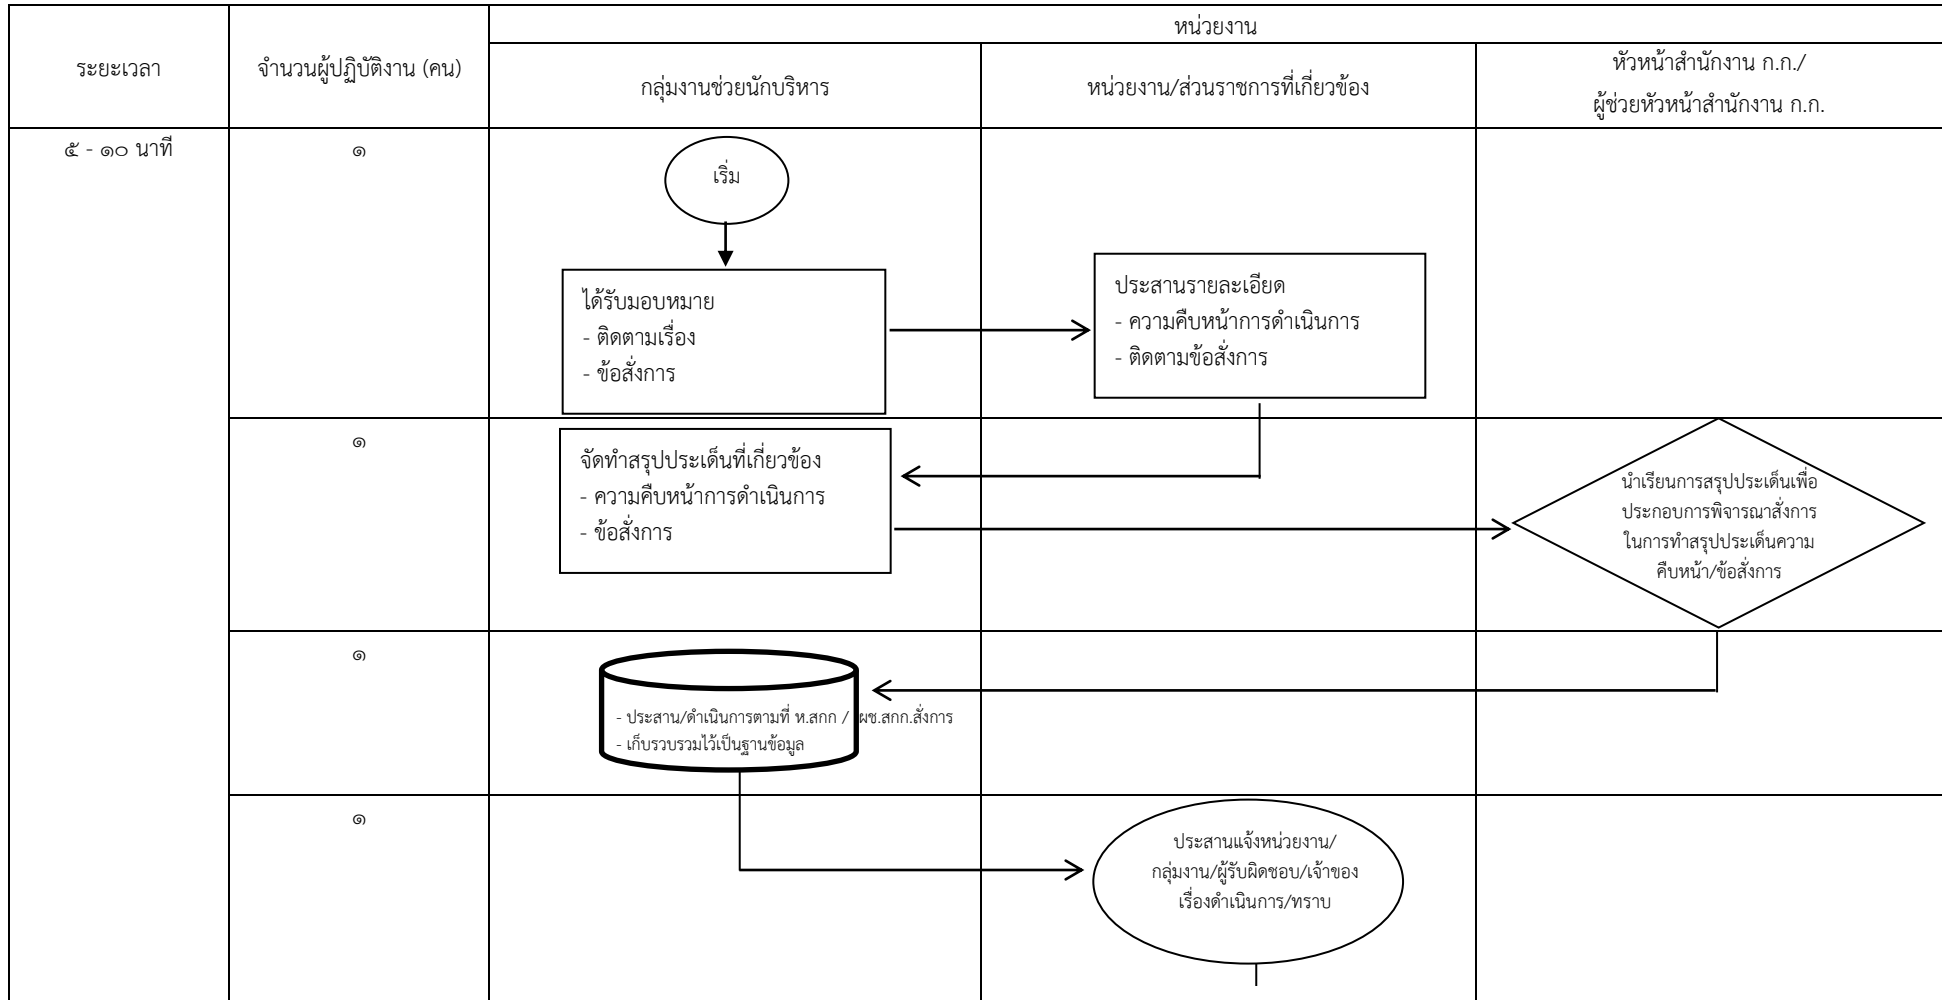 หน่วยงาน
ระยะเวลา
จำนวนผู้ปฏิบัติงาน (คน)
กลุ่มงานช่วยนักบริหาร
หน่วยงาน/ส่วนราชการที่เกี่ยวข้อง
หัวหน้าสำนักงาน ก.ก./
ผู้ช่วยหัวหน้าสำนักงาน ก.ก.
๕ - ๑๐ นาที
๑
เริ่ม
ได้รับมอบหมาย
- ติดตามเรื่อง
- ข้อสั่งการ
ประสานรายละเอียด
- ความคืบหน้าการดำเนินการ
- ติดตามข้อสั่งการ
๑
จัดทำสรุปประเด็นที่เกี่ยวข้อง
- ความคืบหน้าการดำเนินการ
- ข้อสั่งการ
นำเรียนการสรุปประเด็นเพื่อ
ประกอบการพิจารณาสั่งการ
ในการทำสรุปประเด็นความ
คืบหน้า/ข้อสั่งการ
๑
- ประสาน/ดำเนินการตามที่ ห.สกก / ผช.สกก.สั่งการ
- เก็บรวบรวมไว้เป็นฐานข้อมูล
๑
ประสานแจ้งหน่วยงาน/
กลุ่มงาน/ผู้รับผิดชอบ/เจ้าของ
เรื่องดำเนินการ/ทราบ